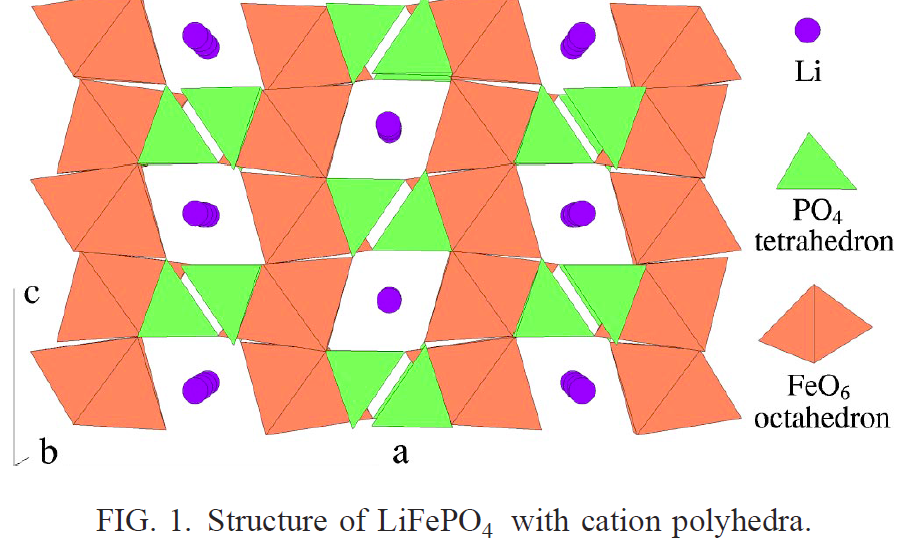 Li
PO₄
tetrahedron
c
FeO₆
octahedron
b
a
FIG. 1. Structure of LiFePO₄ with cation polyhedra.